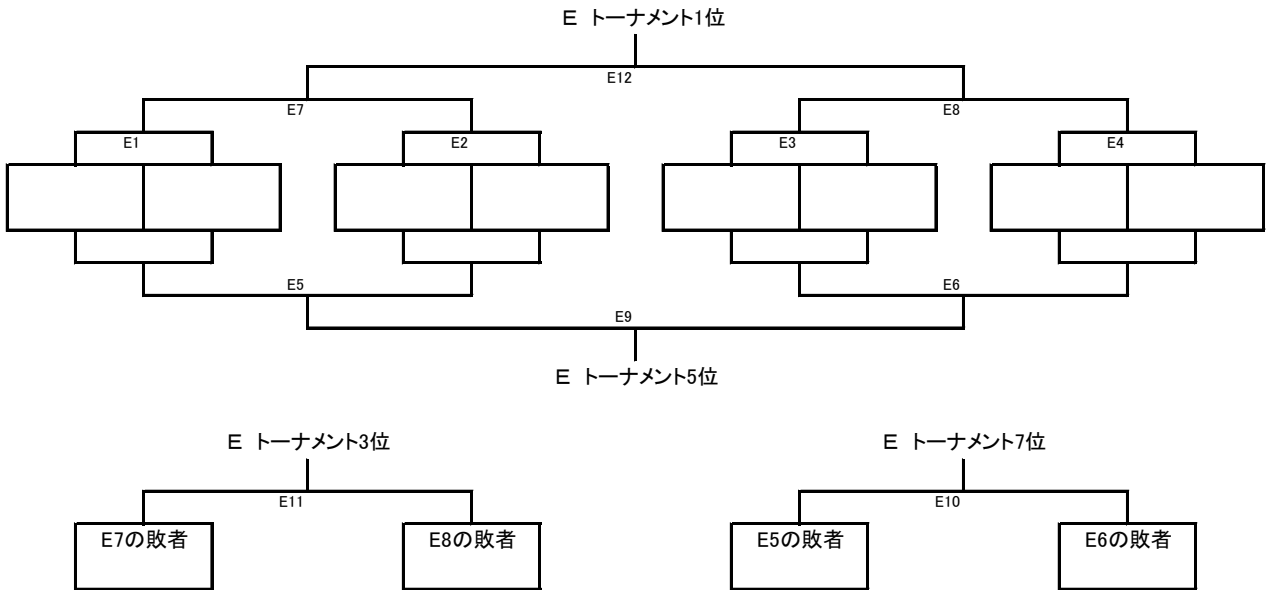 Ｅ トーナメント1位
E12
E7
E8
E1
E2
E3
E4
E5
E6
E9
Ｅ トーナメント5位
Ｅ トーナメント3位
Ｅ トーナメント7位
E11
E10
E7の敗者
E8の敗者
E5の敗者
E6の敗者